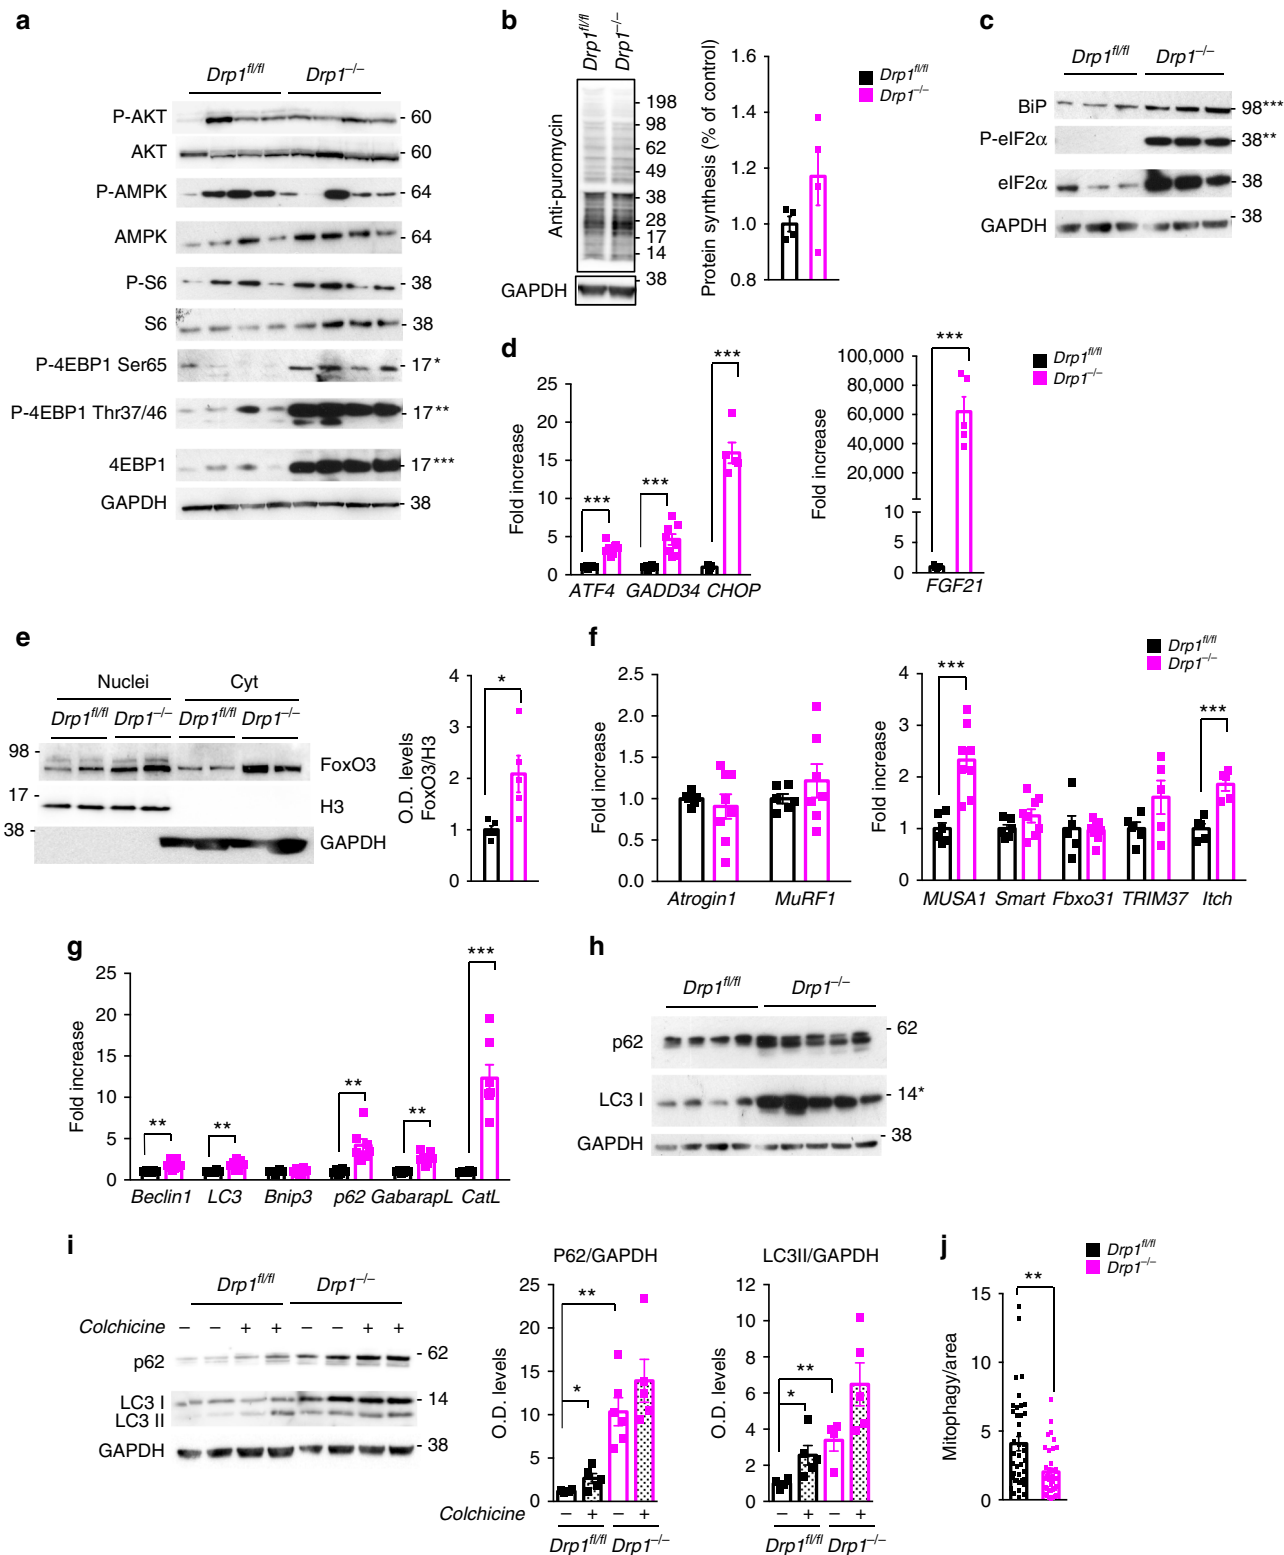 a
Drp1fl/fl Drp1–/–
P-AKT 60
AKT 60
P-AMPK 64
AMPK 64
P-S6 38
S6 38
P-4EBP1 Ser65 17*
P-4EBP1 Thr37/46 17**
4EBP1 17***
GAPDH 38
b
Drp1fl/fl
Drp1–/–
Anti-puromycin
198
98
62
49
38
28
17
14
38
GAPDH
Protein synthesis (% of control)
1.6
1.4
1.2
1.0
0.8
Drp1fl/fl
Drp1–/–
c
Drp1fl/fl Drp1–/–
BiP 98***
P-eIF2α 38**
eIF2α 38
GAPDH 38
d
Fold increase
25
20
15
10
5
0
*** *** ***
ATF4 GADD34 CHOP
Fold increase
100,000
80,000
60,000
40,000
20,000
10
0
***
FGF21
Drp1fl/fl
Drp1–/–
e
Nuclei Cyt
Drp1fl/fl Drp1–/– Drp1fl/fl Drp1–/–
98 FoxO3
17 H3
38 GAPDH
O.D. levels
FoxO3/H3
4
3
2
1
0
*
f
Fold increase
2.5
2.0
1.5
1.0
0.5
0.0
Atrogin1 MuRF1
Fold increase
4
3
2
1
0
*** ***
MUSA1 Smart Fbxo31 TRIM37 Itch
Drp1fl/fl
Drp1–/–
g
Fold increase
25
20
15
10
5
0
** ** ** ** ***
Beclin1 LC3 Bnip3 p62 GabarapL CatL
h
Drp1fl/fl Drp1–/–
p62 62
LC3 I 14*
GAPDH 38
i
Drp1fl/fl Drp1–/–
Colchicine – – + + – – + +
p62 62
LC3 I 14
LC3 II
GAPDH 38
P62/GAPDH
O.D. levels
25
20
15
10
5
0
* **
Colchicine – + – +
Drp1fl/fl Drp1–/–
LC3II/GAPDH
O.D. levels
12
10
8
6
4
2
0
* **
– + – +
Drp1fl/fl Drp1–/–
j
Drp1fl/fl
Drp1–/–
Mitophagy/area
15
10
5
0
**